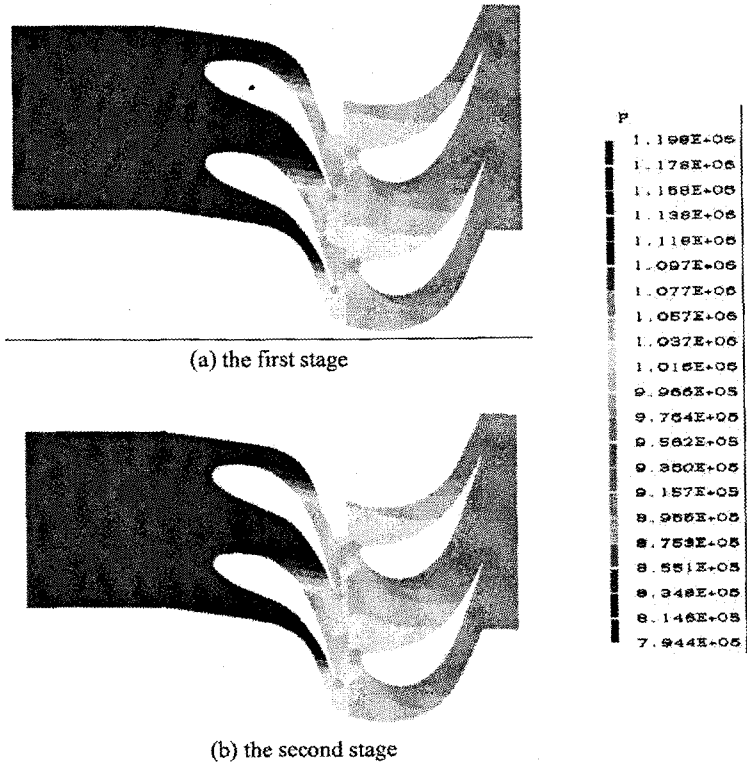 P
1.198E+06
1.178E+06
1.158E+06
1.138E+06
1.118E+06
1.097E+06
1.077E+06
1.057E+06
1.037E+06
1.016E+06
9.966E+05
9.764E+05
9.562E+05
9.360E+05
9.157E+05
8.955E+05
8.753E+05
8.551E+05
8.348E+05
8.146E+05
7.944E+05
(a) the first stage
(b) the second stage